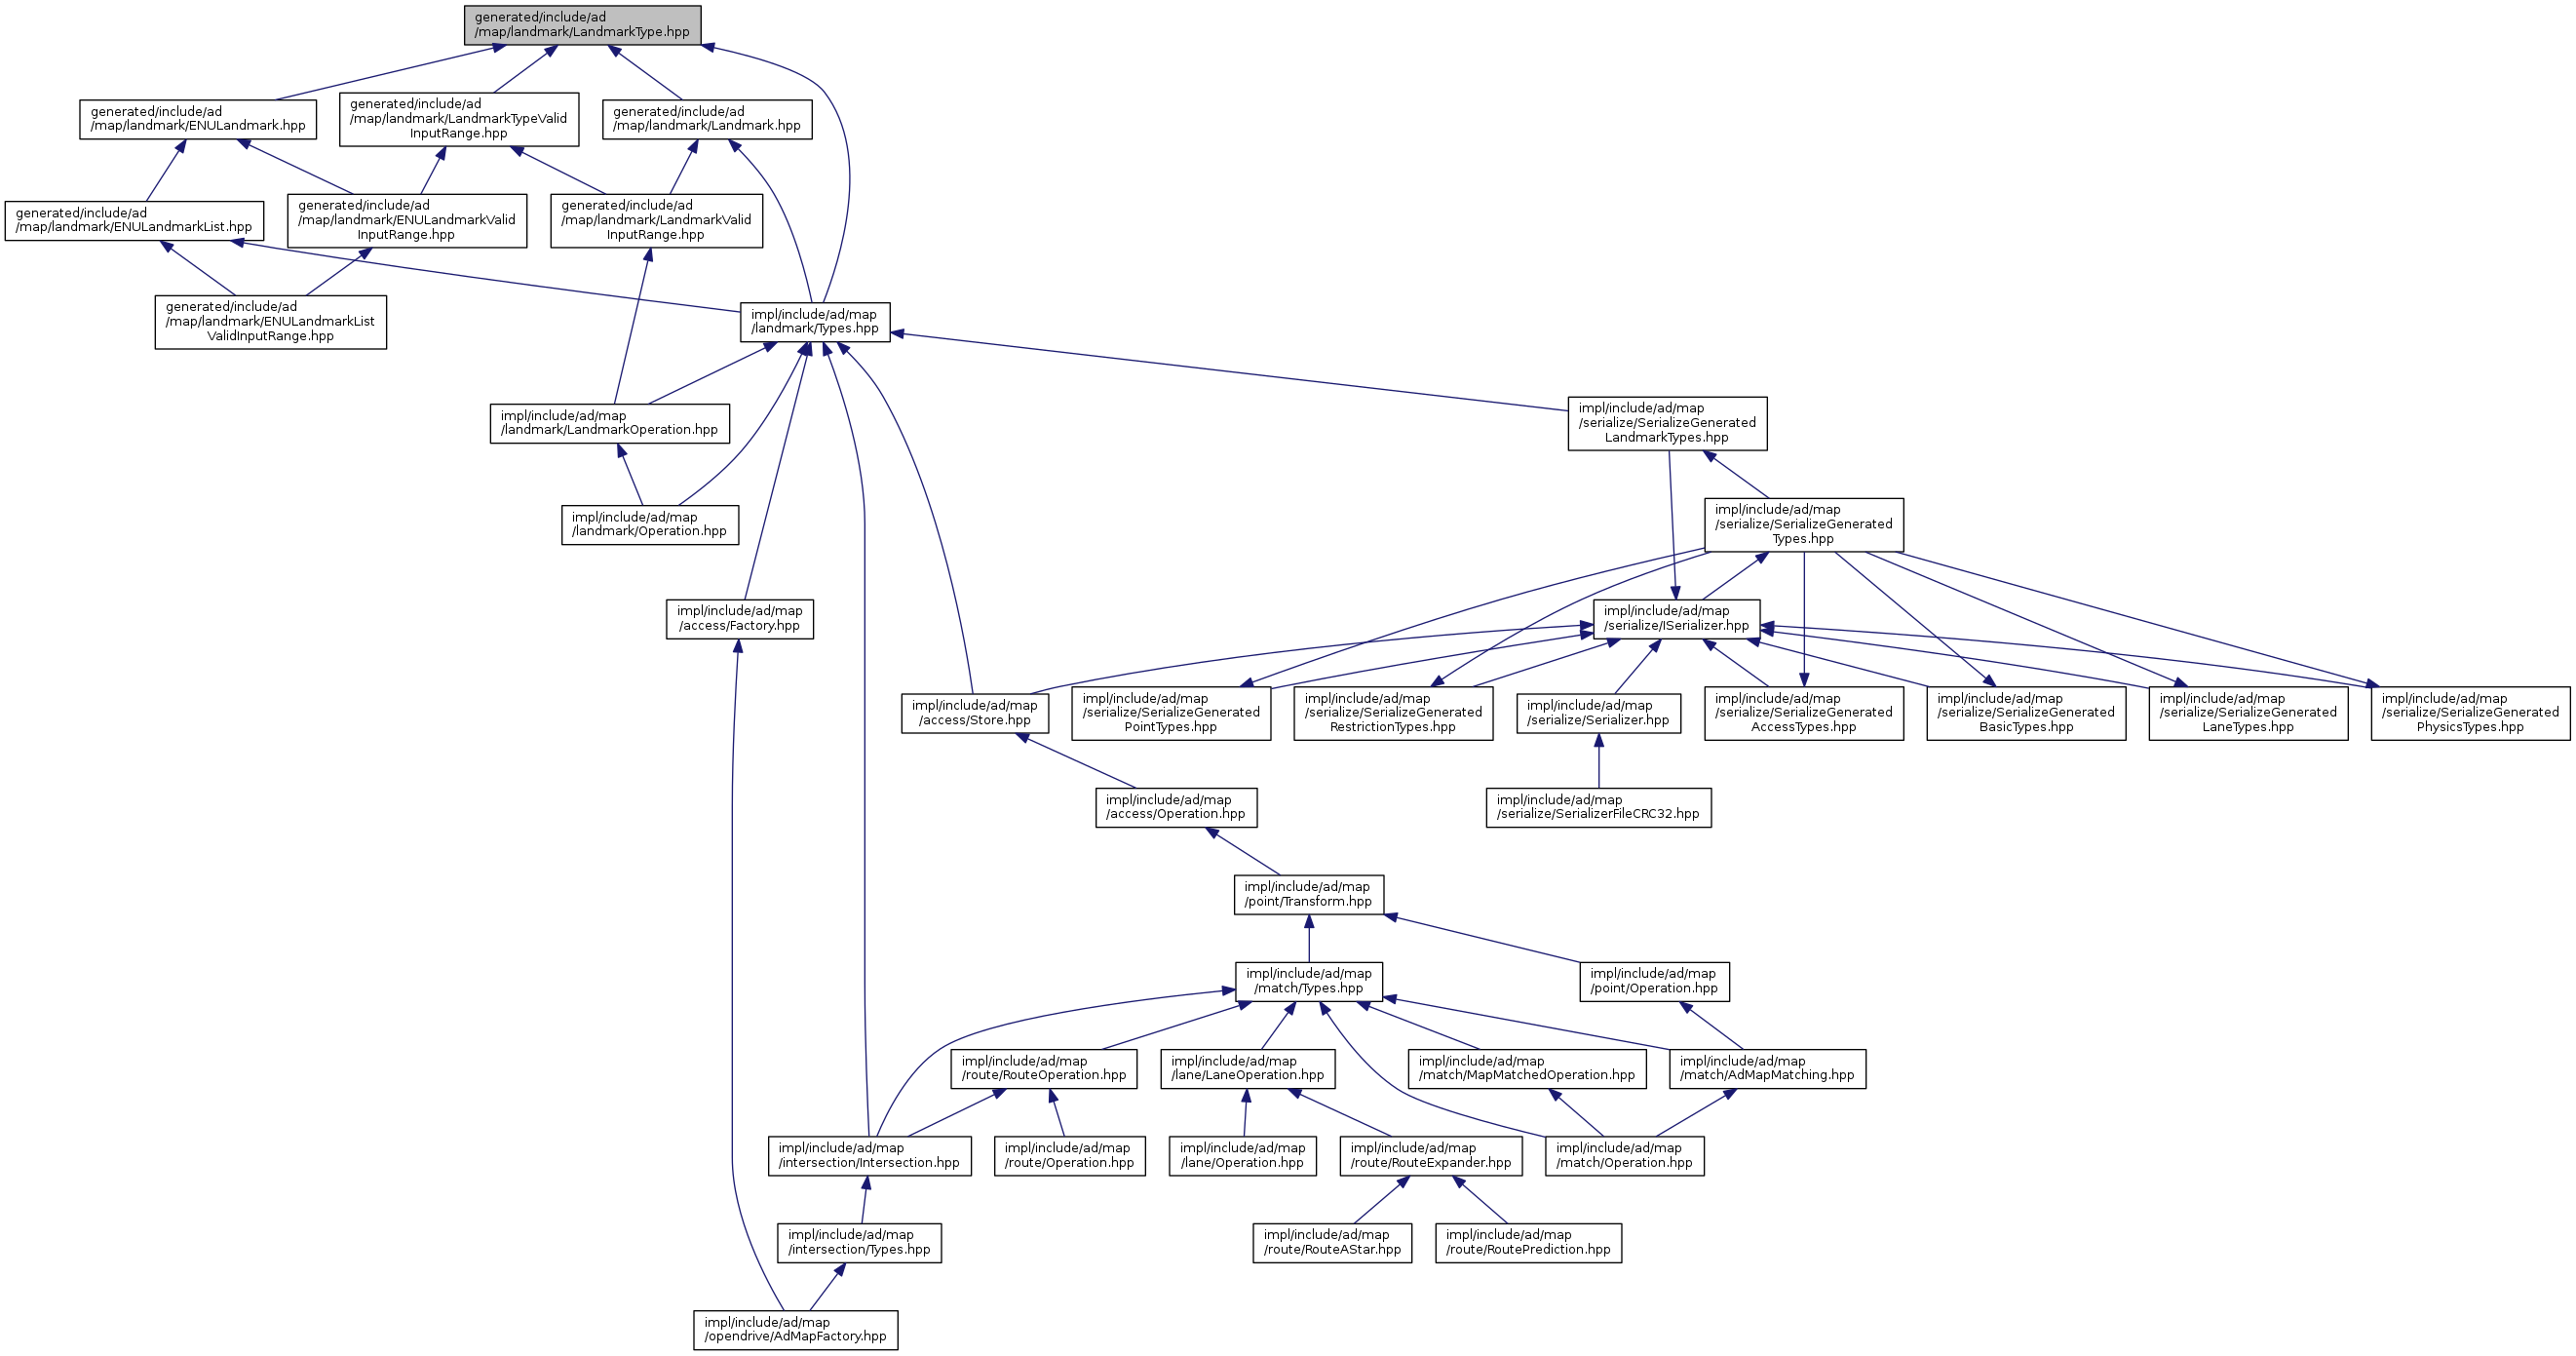 generated/include/ad
/map/landmark/LandmarkType.hpp
generated/include/ad
/map/landmark/ENULandmark.hpp
generated/include/ad
/map/landmark/LandmarkTypeValid
InputRange.hpp
generated/include/ad
/map/landmark/Landmark.hpp
generated/include/ad
/map/landmark/ENULandmarkList.hpp
generated/include/ad
/map/landmark/ENULandmarkValid
InputRange.hpp
generated/include/ad
/map/landmark/LandmarkValid
InputRange.hpp
generated/include/ad
/map/landmark/ENULandmarkList
ValidInputRange.hpp
impl/include/ad/map
/landmark/Types.hpp
impl/include/ad/map
/landmark/LandmarkOperation.hpp
impl/include/ad/map
/serialize/SerializeGenerated
LandmarkTypes.hpp
impl/include/ad/map
/landmark/Operation.hpp
impl/include/ad/map
/serialize/SerializeGenerated
Types.hpp
impl/include/ad/map
/access/Factory.hpp
impl/include/ad/map
/serialize/ISerializer.hpp
impl/include/ad/map
/access/Store.hpp
impl/include/ad/map
/serialize/SerializeGenerated
PointTypes.hpp
impl/include/ad/map
/serialize/SerializeGenerated
RestrictionTypes.hpp
impl/include/ad/map
/serialize/Serializer.hpp
impl/include/ad/map
/serialize/SerializeGenerated
AccessTypes.hpp
impl/include/ad/map
/serialize/SerializeGenerated
BasicTypes.hpp
impl/include/ad/map
/serialize/SerializeGenerated
LaneTypes.hpp
impl/include/ad/map
/serialize/SerializeGenerated
PhysicsTypes.hpp
impl/include/ad/map
/access/Operation.hpp
impl/include/ad/map
/serialize/SerializerFileCRC32.hpp
impl/include/ad/map
/point/Transform.hpp
impl/include/ad/map
/match/Types.hpp
impl/include/ad/map
/point/Operation.hpp
impl/include/ad/map
/route/RouteOperation.hpp
impl/include/ad/map
/lane/LaneOperation.hpp
impl/include/ad/map
/match/MapMatchedOperation.hpp
impl/include/ad/map
/match/AdMapMatching.hpp
impl/include/ad/map
/intersection/Intersection.hpp
impl/include/ad/map
/route/Operation.hpp
impl/include/ad/map
/lane/Operation.hpp
impl/include/ad/map
/route/RouteExpander.hpp
impl/include/ad/map
/match/Operation.hpp
impl/include/ad/map
/intersection/Types.hpp
impl/include/ad/map
/route/RouteAStar.hpp
impl/include/ad/map
/route/RoutePrediction.hpp
impl/include/ad/map
/opendrive/AdMapFactory.hpp